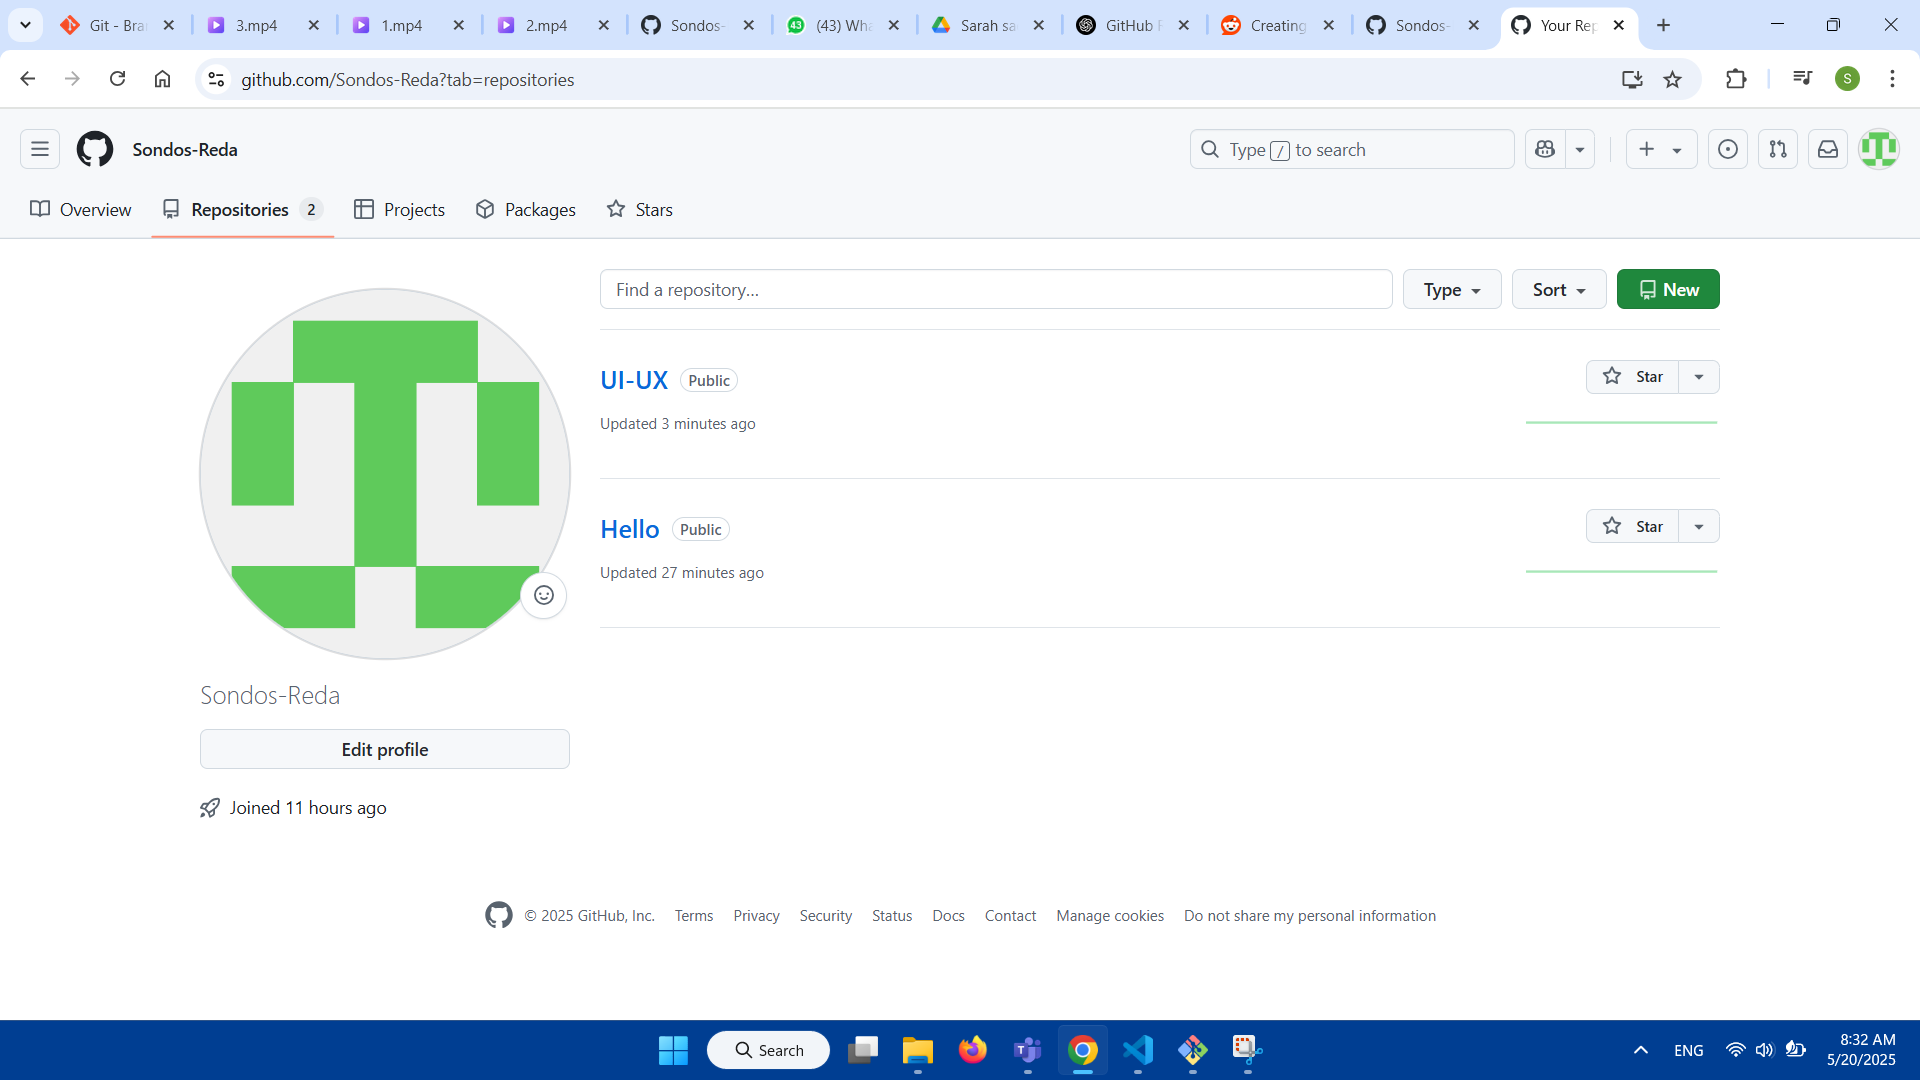 Git - Bra
3.mp4
1.mp4
2.mp4
Sondos-
(43) Wha
Sarah sa
GitHub F
Creating
Sondos-
Your Rep
github.com/Sondos-Reda?tab=repositories
S
Sondos-Reda
Type / to search
Overview
Repositories 2
Projects
Packages
Stars
Find a repository...
Type
Sort
New
UI-UX Public
Star
Updated 3 minutes ago
Hello Public
Star
Updated 27 minutes ago
Sondos-Reda
Edit profile
Joined 11 hours ago
© 2025 GitHub, Inc. Terms Privacy Security Status Docs Contact Manage cookies Do not share my personal information
Search
ENG
8:32 AM
5/20/2025